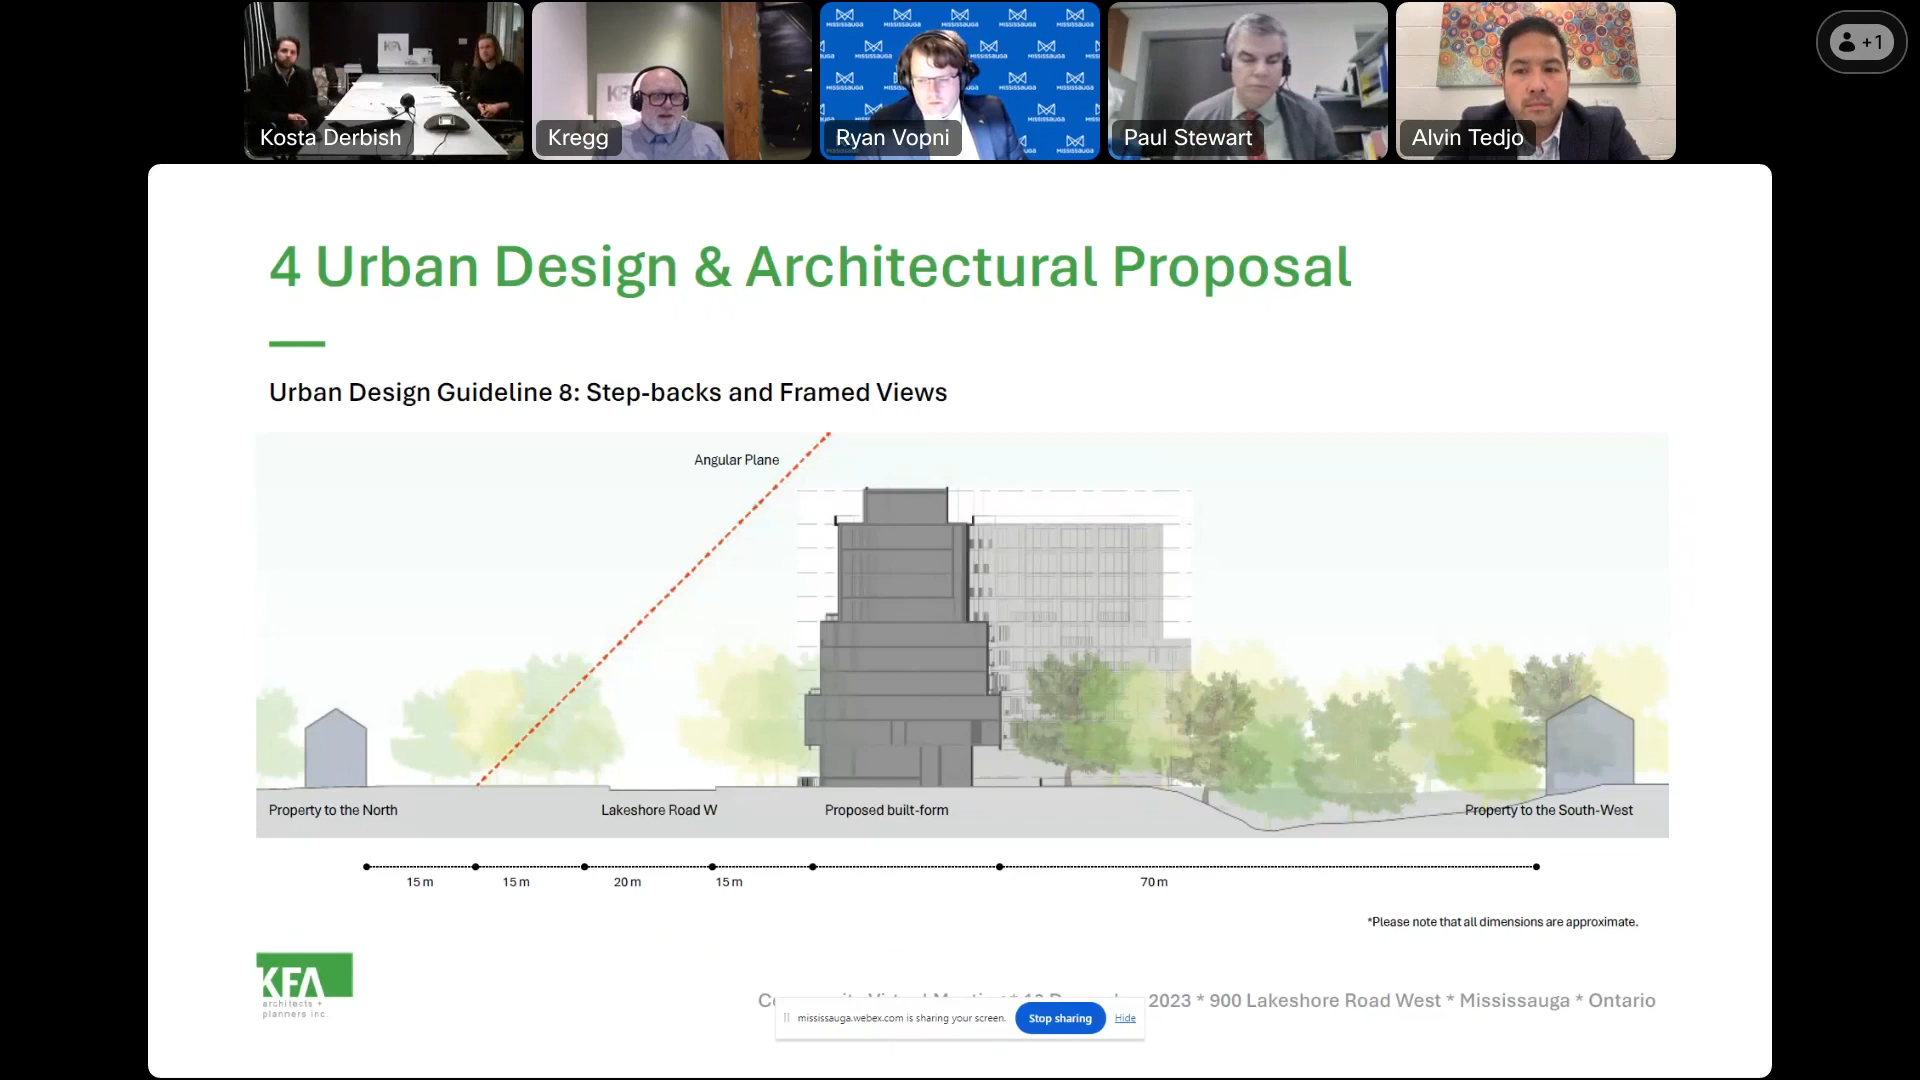 +1
Kosta Derbish
Kregg
Ryan Vopni
Paul Stewart
Alvin Tedjo
4 Urban Design & Architectural Proposal
Urban Design Guideline 8: Step-backs and Framed Views
Angular Plane
Property to the North
Lakeshore Road W
Proposed built-form
Property to the South-West
15 m
15 m
20 m
15 m
70 m
*Please note that all dimensions are approximate.
KFA
architects +
planners inc.
2023 * 900 Lakeshore Road West * Mississauga * Ontario
mississauga.webex.com is sharing your screen.
Stop sharing
Hide